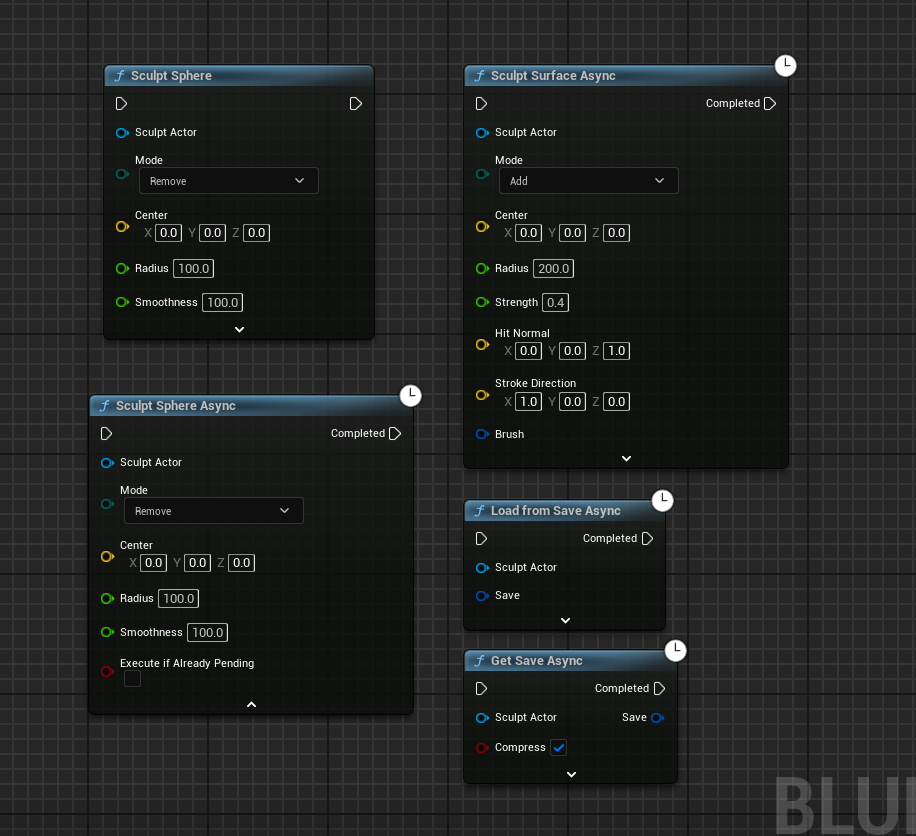 Sculpt Sphere
Sculpt Actor
Mode
Remove
Center
X 0.0 Y 0.0 Z 0.0
Radius 100.0
Smoothness 100.0
Sculpt Surface Async
Completed
Sculpt Actor
Mode
Add
Center
X 0.0 Y 0.0 Z 0.0
Radius 200.0
Strength 0.4
Hit Normal
X 0.0 Y 0.0 Z 1.0
Stroke Direction
X 1.0 Y 0.0 Z 0.0
Brush
Sculpt Sphere Async
Completed
Sculpt Actor
Mode
Remove
Center
X 0.0 Y 0.0 Z 0.0
Radius 100.0
Smoothness 100.0
Execute if Already Pending
Load from Save Async
Completed
Sculpt Actor
Save
Get Save Async
Completed
Sculpt Actor Save
Compress
BLU